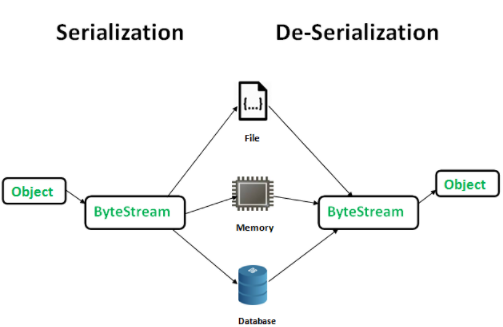 Serialization
De-Serialization
{...}
File
Object
ByteStream
Memory
ByteStream
Object
Database